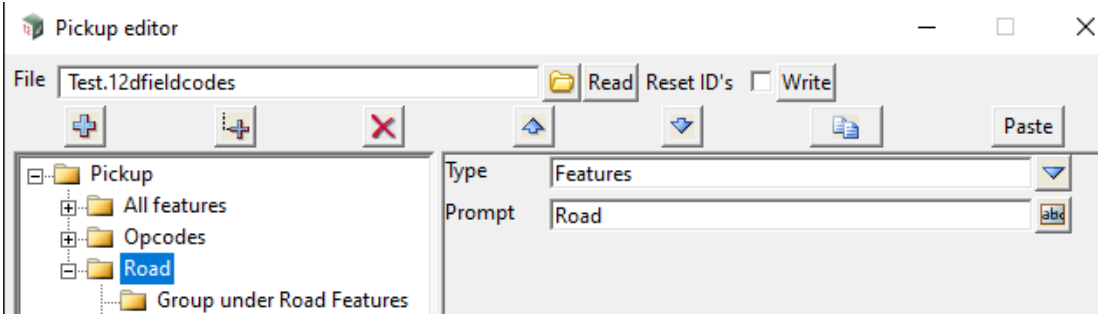 Pickup editor
File Test.12dfieldcodes Read Reset ID's Write
Paste
Pickup
All features
Opcodes
Road
Group under Road Features
Type Features
Prompt Road abc